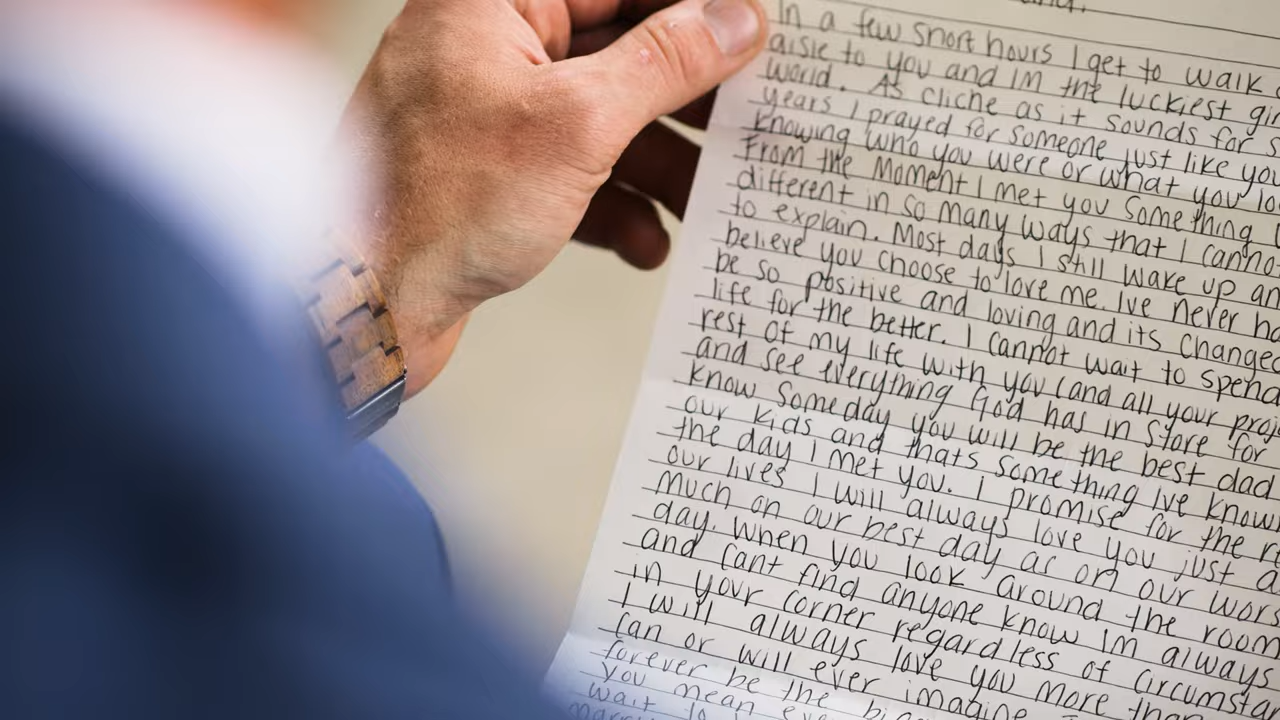 In a few short hours I get to walk
aisle to you and Im the luckiest
world. As cliche as it sounds for
years I prayed for someone just like you
knowing who you were or what you
From the moment I met you something
different in so many ways that I
to explain. Most days I still wake up
believe you choose to love me. Ive never
be so positive and loving and its changed
life for the better. I cannot wait to spend
rest of my life with you (and all your
and see everything God has in store for
know someday you will be the best dad
our kids and thats something Ive
the day I met you. I promise for the
our lives I will always love you just
much on our best day as on our
day. When you look around the room
and cant find anyone know Im always
in your corner regardless of
I will always love you more
can or will ever imagine.
forever be the
you mean
wait to